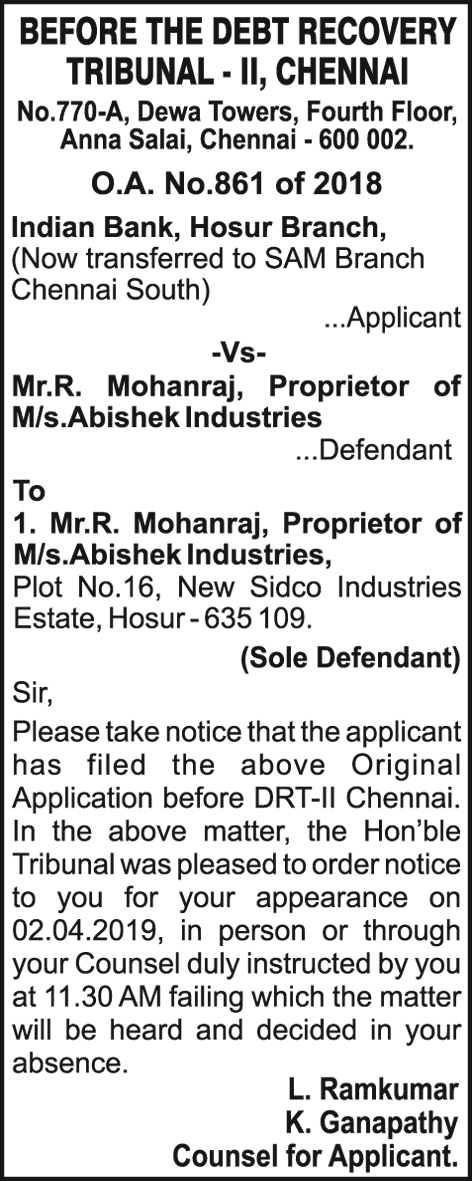 BEFORE THE DEBT RECOVERY
TRIBUNAL - II, CHENNAI
No.770-A, Dewa Towers, Fourth Floor,
Anna Salai, Chennai - 600 002.
O.A. No.861 of 2018
Indian Bank, Hosur Branch,
(Now transferred to SAM Branch
Chennai South)
...Applicant
-Vs-
Mr.R. Mohanraj, Proprietor of
M/s.Abishek Industries
...Defendant
To
1. Mr.R. Mohanraj, Proprietor of
M/s.Abishek Industries,
Plot No.16, New Sidco Industries
Estate, Hosur - 635 109.
(Sole Defendant)
Sir,
Please take notice that the applicant
has filed the above Original
Application before DRT-II Chennai.
In the above matter, the Hon'ble
Tribunal was pleased to order notice
to you for your appearance on
02.04.2019, in person or through
your Counsel duly instructed by you
at 11.30 AM failing which the matter
will be heard and decided in your
absence.
L. Ramkumar
K. Ganapathy
Counsel for Applicant.